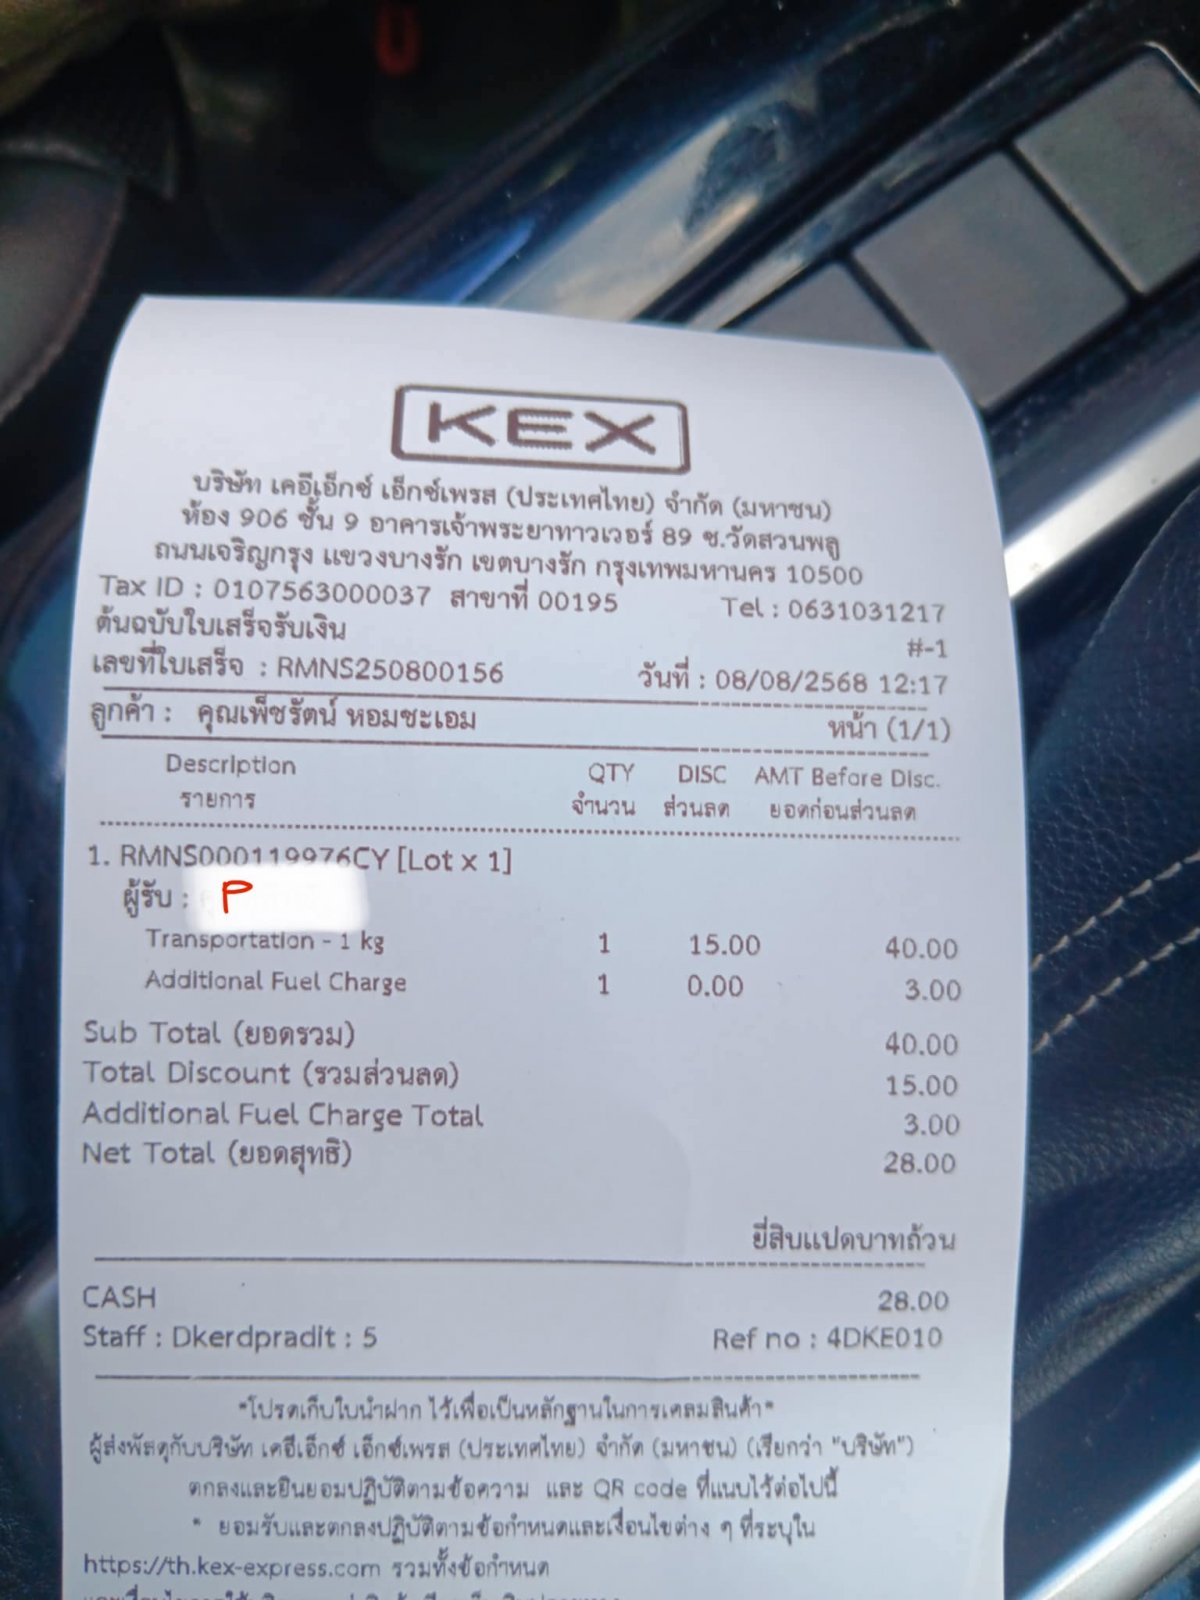 KEX
บริษัท เคอีเอ็กซ์ เอ็กซ์เพรส (ประเทศไทย) จำกัด (มหาชน)
ห้อง 906 ชั้น 9 อาคารเจ้าพระยาทาวเวอร์ 89 ซ.วัดสวนพลู
ถนนเจริญกรุง แขวงบางรัก เขตบางรัก กรุงเทพมหานคร 10500
Tax ID : 0107563000037 สาขาที่ 00195 Tel : 0631031217
ต้นฉบับใบเสร็จรับเงิน #-1
เลขที่ใบเสร็จ : RMNS250800156 วันที่ : 08/08/2568 12:17
ลูกค้า : คุณเพ็ชรัตน์ หอมชะเอม หน้า (1/1)
Description QTY DISC AMT Before Disc.
รายการ จำนวน ส่วนลด ยอดก่อนส่วนลด
1. RMNS000119976CY [Lot x 1]
ผู้รับ : P
Transportation - 1 kg 1 15.00 40.00
Additional Fuel Charge 1 0.00 3.00
Sub Total (ยอดรวม) 40.00
Total Discount (รวมส่วนลด) 15.00
Additional Fuel Charge Total 3.00
Net Total (ยอดสุทธิ) 28.00
ยี่สิบแปดบาทถ้วน
CASH 28.00
Staff : Dkerdpradit : 5 Ref no : 4DKE010
*โปรดเก็บใบนำฝาก ไว้เพื่อเป็นหลักฐานในการเคลมสินค้า*
ผู้ส่งพัสดุกับบริษัท เคอีเอ็กซ์ เอ็กซ์เพรส (ประเทศไทย) จำกัด (มหาชน) (เรียกว่า "บริษัท")
ตกลงและยินยอมปฏิบัติตามข้อความ และ QR code ที่แนบไว้ต่อไปนี้
* ยอมรับและตกลงปฏิบัติตามข้อกำหนดและเงื่อนไขต่าง ๆ ที่ระบุใน
https://th.kex-express.com รวมทั้งข้อกำหนด